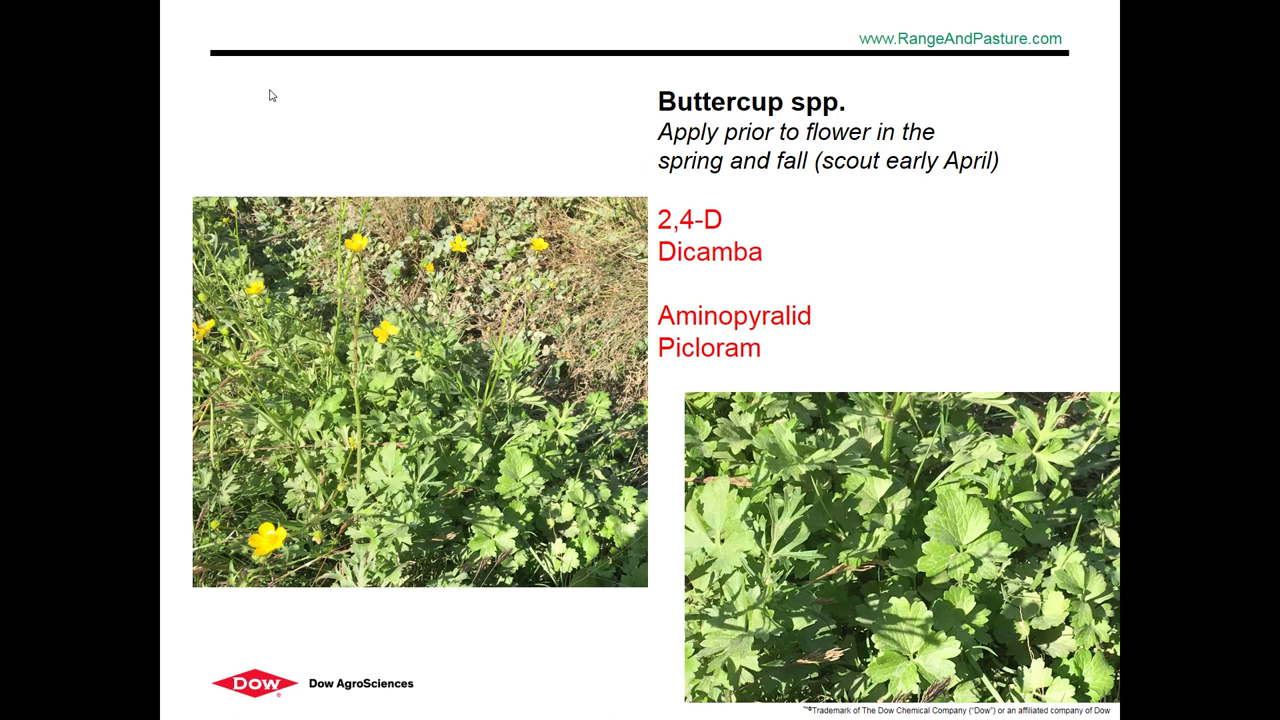 www.RangeAndPasture.com
Buttercup spp.
Apply prior to flower in the
spring and fall (scout early April)
2,4-D
Dicamba
Aminopyralid
Picloram
Dow ® Dow AgroSciences
™®Trademark of The Dow Chemical Company ("Dow") or an affiliated company of Dow